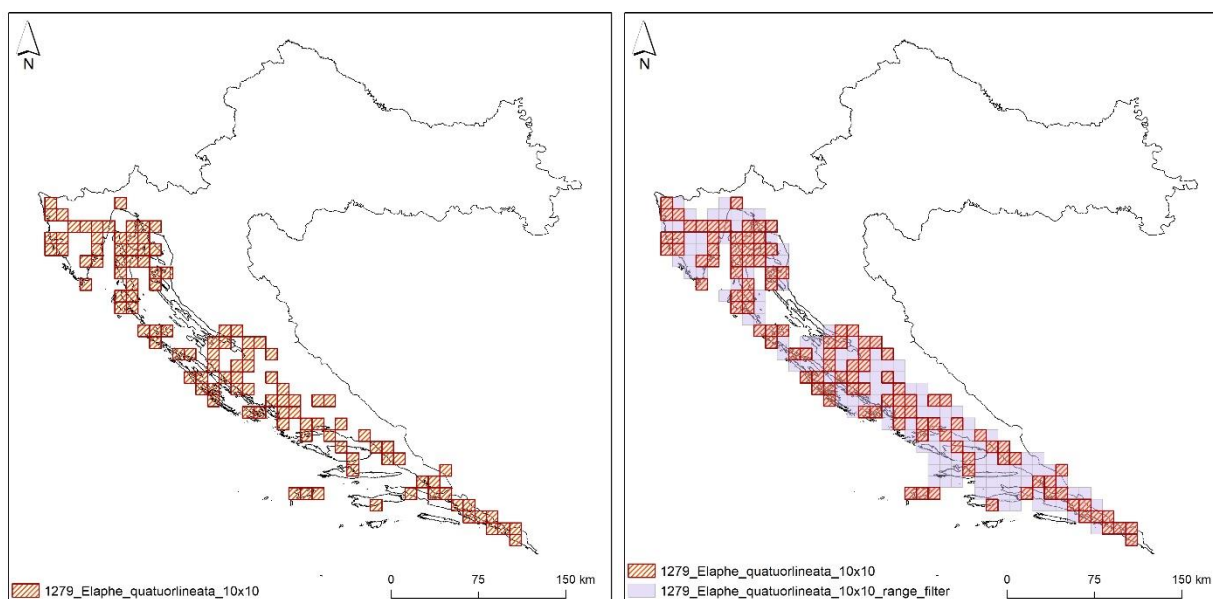 N
1279_Elaphe_quatuorlineata_10x10
0 75 150 km
N
1279_Elaphe_quatuorlineata_10x10
1279_Elaphe_quatuorlineata_10x10_range_filter
0 75 150 km